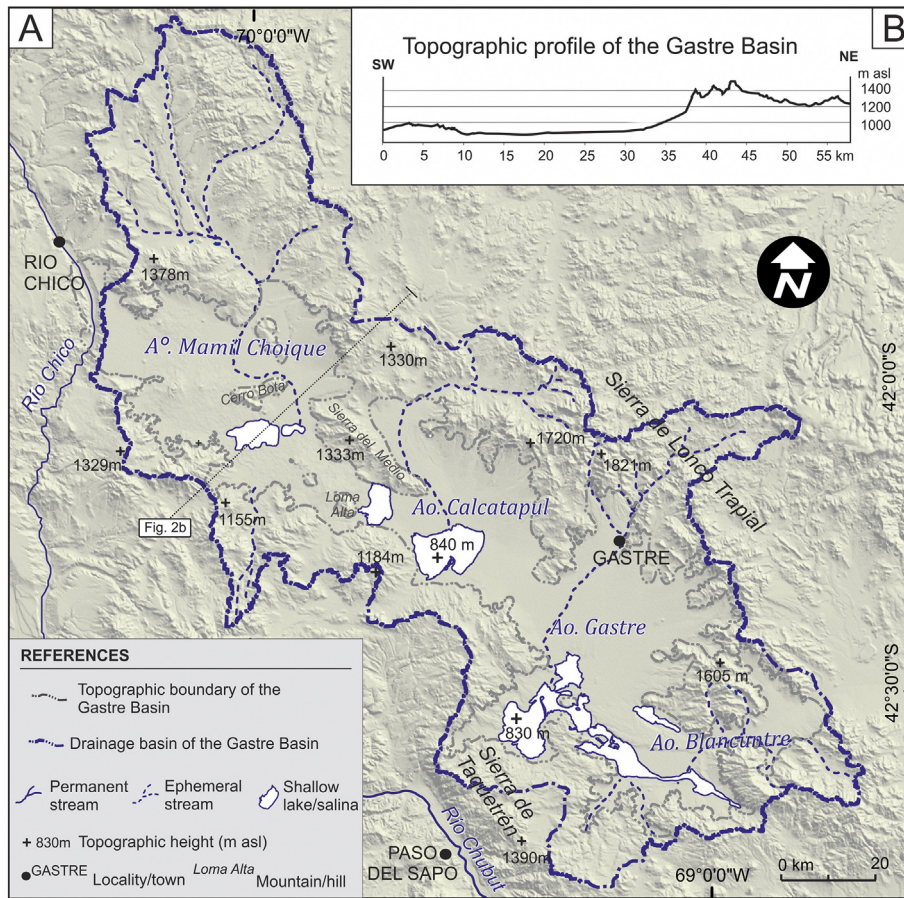 A
70°0'0"W
B
Topographic profile of the Gastre Basin
SW
NE
m asl
1400
1200
1000
0 5 10 15 20 25 30 35 40 45 50 55 km
N
RIO
CHICO
1378m
Río Chico
A°. Mamil Choique
1330m
42°0'0"S
Cerro Bota
Sierra del Medio
Sierra de Lonco Trapial
1720m
1333m
1329m
1821m
Loma
Alta
Ao. Calcatapul
1155m
Fig. 2b
840 m
GASTRE
1184m
Ao. Gastre
42°30'0"S
1605 m
830 m
Ao. Blancuntre
Sierra de
Taquetrén
1390m
Rio Chubut
PASO
DEL SAPO
69°0'0"W
0 km 20
REFERENCES
Topographic boundary of the
Gastre Basin
Drainage basin of the Gastre Basin
Permanent
stream
Ephemeral
stream
Shallow
lake/salina
830m Topographic height (m asl)
GASTRE Locality/town
Loma Alta Mountain/hill